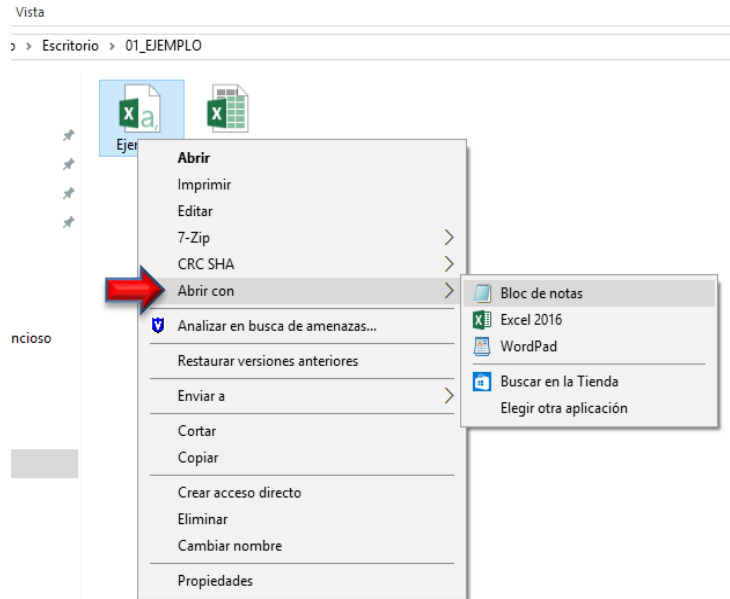 Vista
› Escritorio › 01_EJEMPLO
Abrir
Imprimir
Editar
7-Zip
CRC SHA
Abrir con
Analizar en busca de amenazas...
Restaurar versiones anteriores
Enviar a
Cortar
Copiar
Crear acceso directo
Eliminar
Cambiar nombre
Propiedades
Bloc de notas
Excel 2016
WordPad
Buscar en la Tienda
Elegir otra aplicación
ncioso